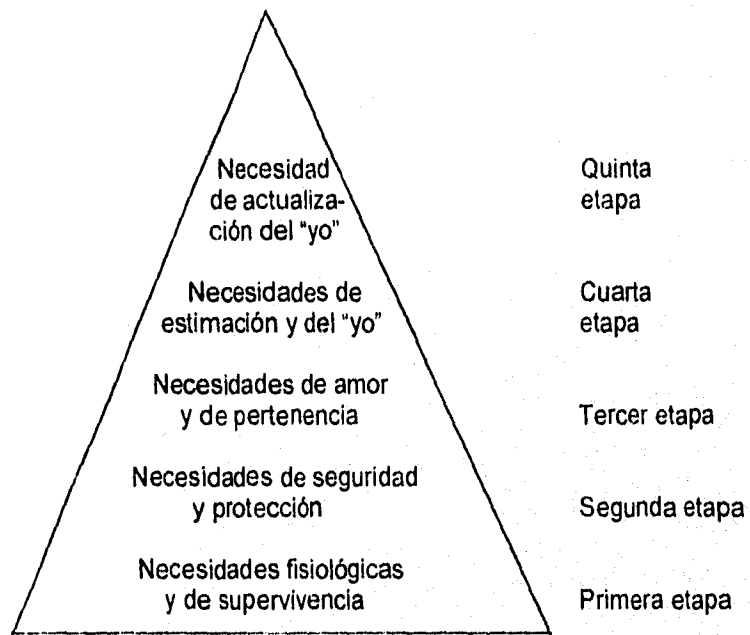 Necesidad
de actualiza-
ción del "yo"
Quinta
etapa
Necesidades de
estimación y del "yo"
Cuarta
etapa
Necesidades de amor
y de pertenencia
Tercer etapa
Necesidades de seguridad
y protección
Segunda etapa
Necesidades fisiológicas
y de supervivencia
Primera etapa